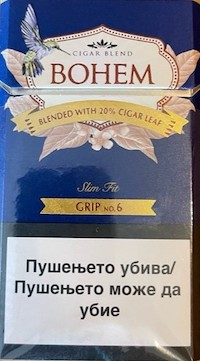 CIGAR BLEND
BOHEM
BLENDED WITH 20% CIGAR LEAF
Slim Fit
GRIP NO.6
Пушењето убива/
Пушењето може да
убие